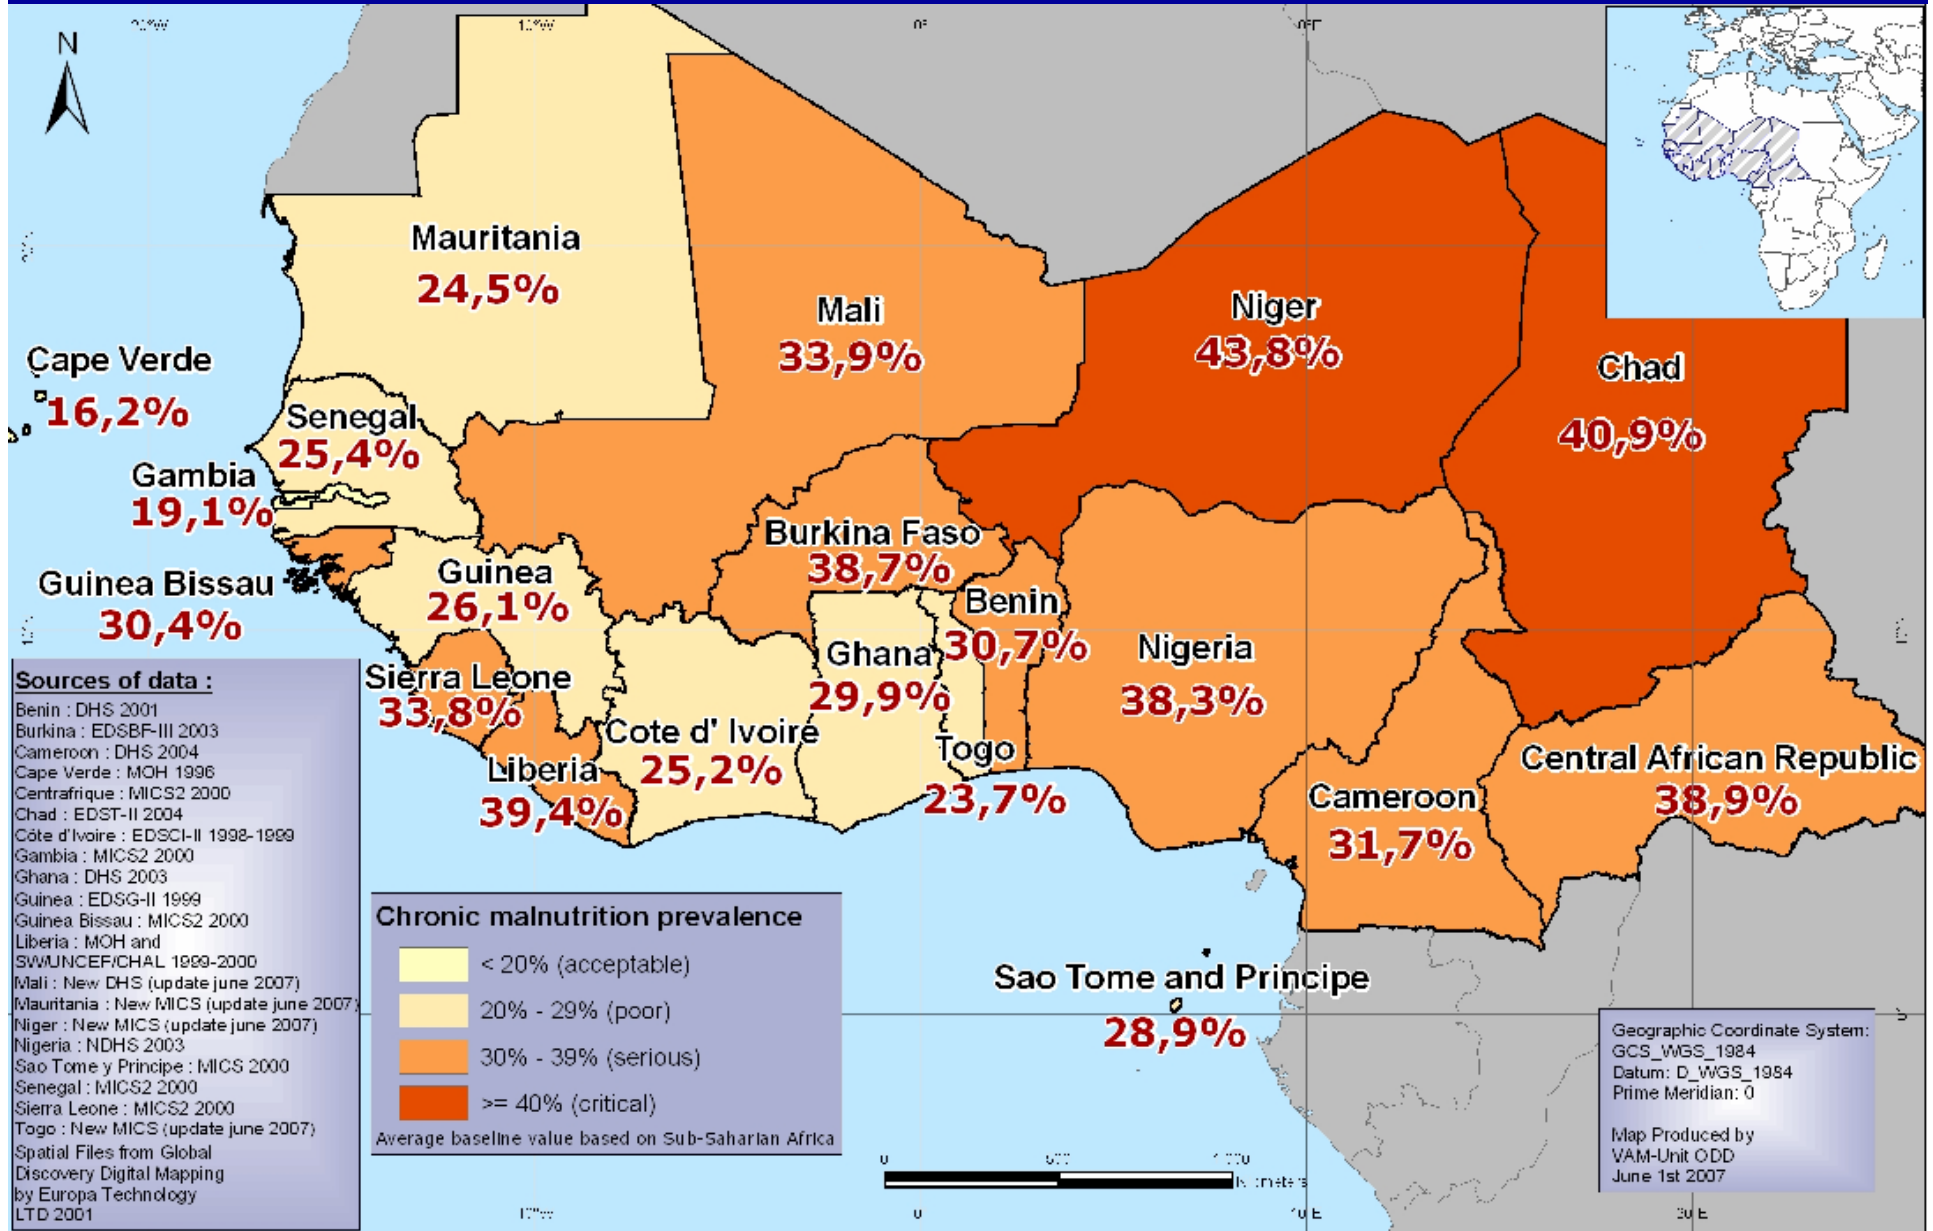 N
10°W
0°
Mauritania
24,5%
Mali
33,9%
Niger
43,8%
Chad
40,9%
Cape Verde
16,2%
Senegal
25,4%
Gambia
19,1%
Burkina Faso
38,7%
Guinea
26,1%
Guinea Bissau
30,4%
Benin
30,7%
Ghana
29,9%
Nigeria
38,3%
Sierra Leone
33,8%
Cote d' Ivoire
25,2%
Togo
23,7%
Liberia
39,4%
Central African Republic
38,9%
Cameroon
31,7%
Sao Tome and Principe
28,9%
Sources of data :
Benin : DHS 2001
Burkina : EDSBF-III 2003
Cameroon : DHS 2004
Cape Verde : MOH 1996
Centrafrique : MICS2 2000
Chad : EDST-II 2004
Côte d'Ivoire : EDSCI-II 1998-1999
Gambia : MICS2 2000
Ghana : DHS 2003
Guinea : EDSG-II 1999
Guinea Bissau : MICS2 2000
Liberia : MOH and
SW/UNCEF/CHAL 1999-2000
Mali : New DHS (update june 2007)
Mauritania : New MICS (update june 2007)
Niger : New MICS (update june 2007)
Nigeria : NDHS 2003
Sao Tome y Principe : MICS 2000
Senegal : MICS2 2000
Sierra Leone : MICS2 2000
Togo : New MICS (update june 2007)
Spatial Files from Global
Discovery Digital Mapping
by Europa Technology
LTD 2001
Chronic malnutrition prevalence
< 20% (acceptable)
20% - 29% (poor)
30% - 39% (serious)
>= 40% (critical)
Average baseline value based on Sub-Saharian Africa
0 500 1 000
Geographic Coordinate System:
GCS_WGS_1984
Datum: D_WGS_1984
Prime Meridian: 0
Map Produced by
VAM-Unit ODD
June 1st 2007
10°W
0
10°E
20°E